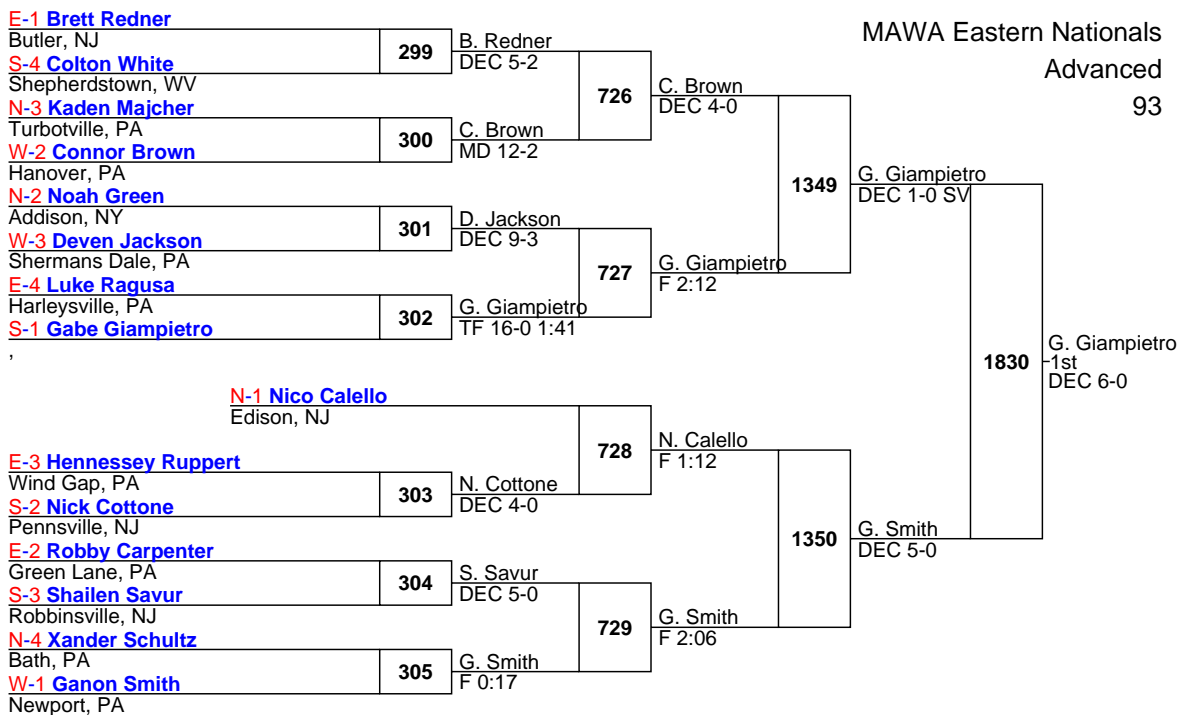 MAWA Eastern Nationals
Advanced
93
E-1 Brett Redner
Butler, NJ
S-4 Colton White
Shepherdstown, WV
N-3 Kaden Majcher
Turbotville, PA
W-2 Connor Brown
Hanover, PA
N-2 Noah Green
Addison, NY
W-3 Deven Jackson
Shermans Dale, PA
E-4 Luke Ragusa
Harleysville, PA
S-1 Gabe Giampietro
,
N-1 Nico Calello
Edison, NJ
E-3 Hennessey Ruppert
Wind Gap, PA
S-2 Nick Cottone
Pennsville, NJ
E-2 Robby Carpenter
Green Lane, PA
S-3 Shailen Savur
Robbinsville, NJ
N-4 Xander Schultz
Bath, PA
W-1 Ganon Smith
Newport, PA
299
B. Redner
DEC 5-2
300
C. Brown
MD 12-2
301
D. Jackson
DEC 9-3
302
G. Giampietro
TF 16-0 1:41
303
N. Cottone
DEC 4-0
304
S. Savur
DEC 5-0
305
G. Smith
F 0:17
726
C. Brown
DEC 4-0
727
G. Giampietro
F 2:12
728
N. Calello
F 1:12
729
G. Smith
F 2:06
1349
G. Giampietro
DEC 1-0 SV
1350
G. Smith
DEC 5-0
1830
G. Giampietro
1st
DEC 6-0